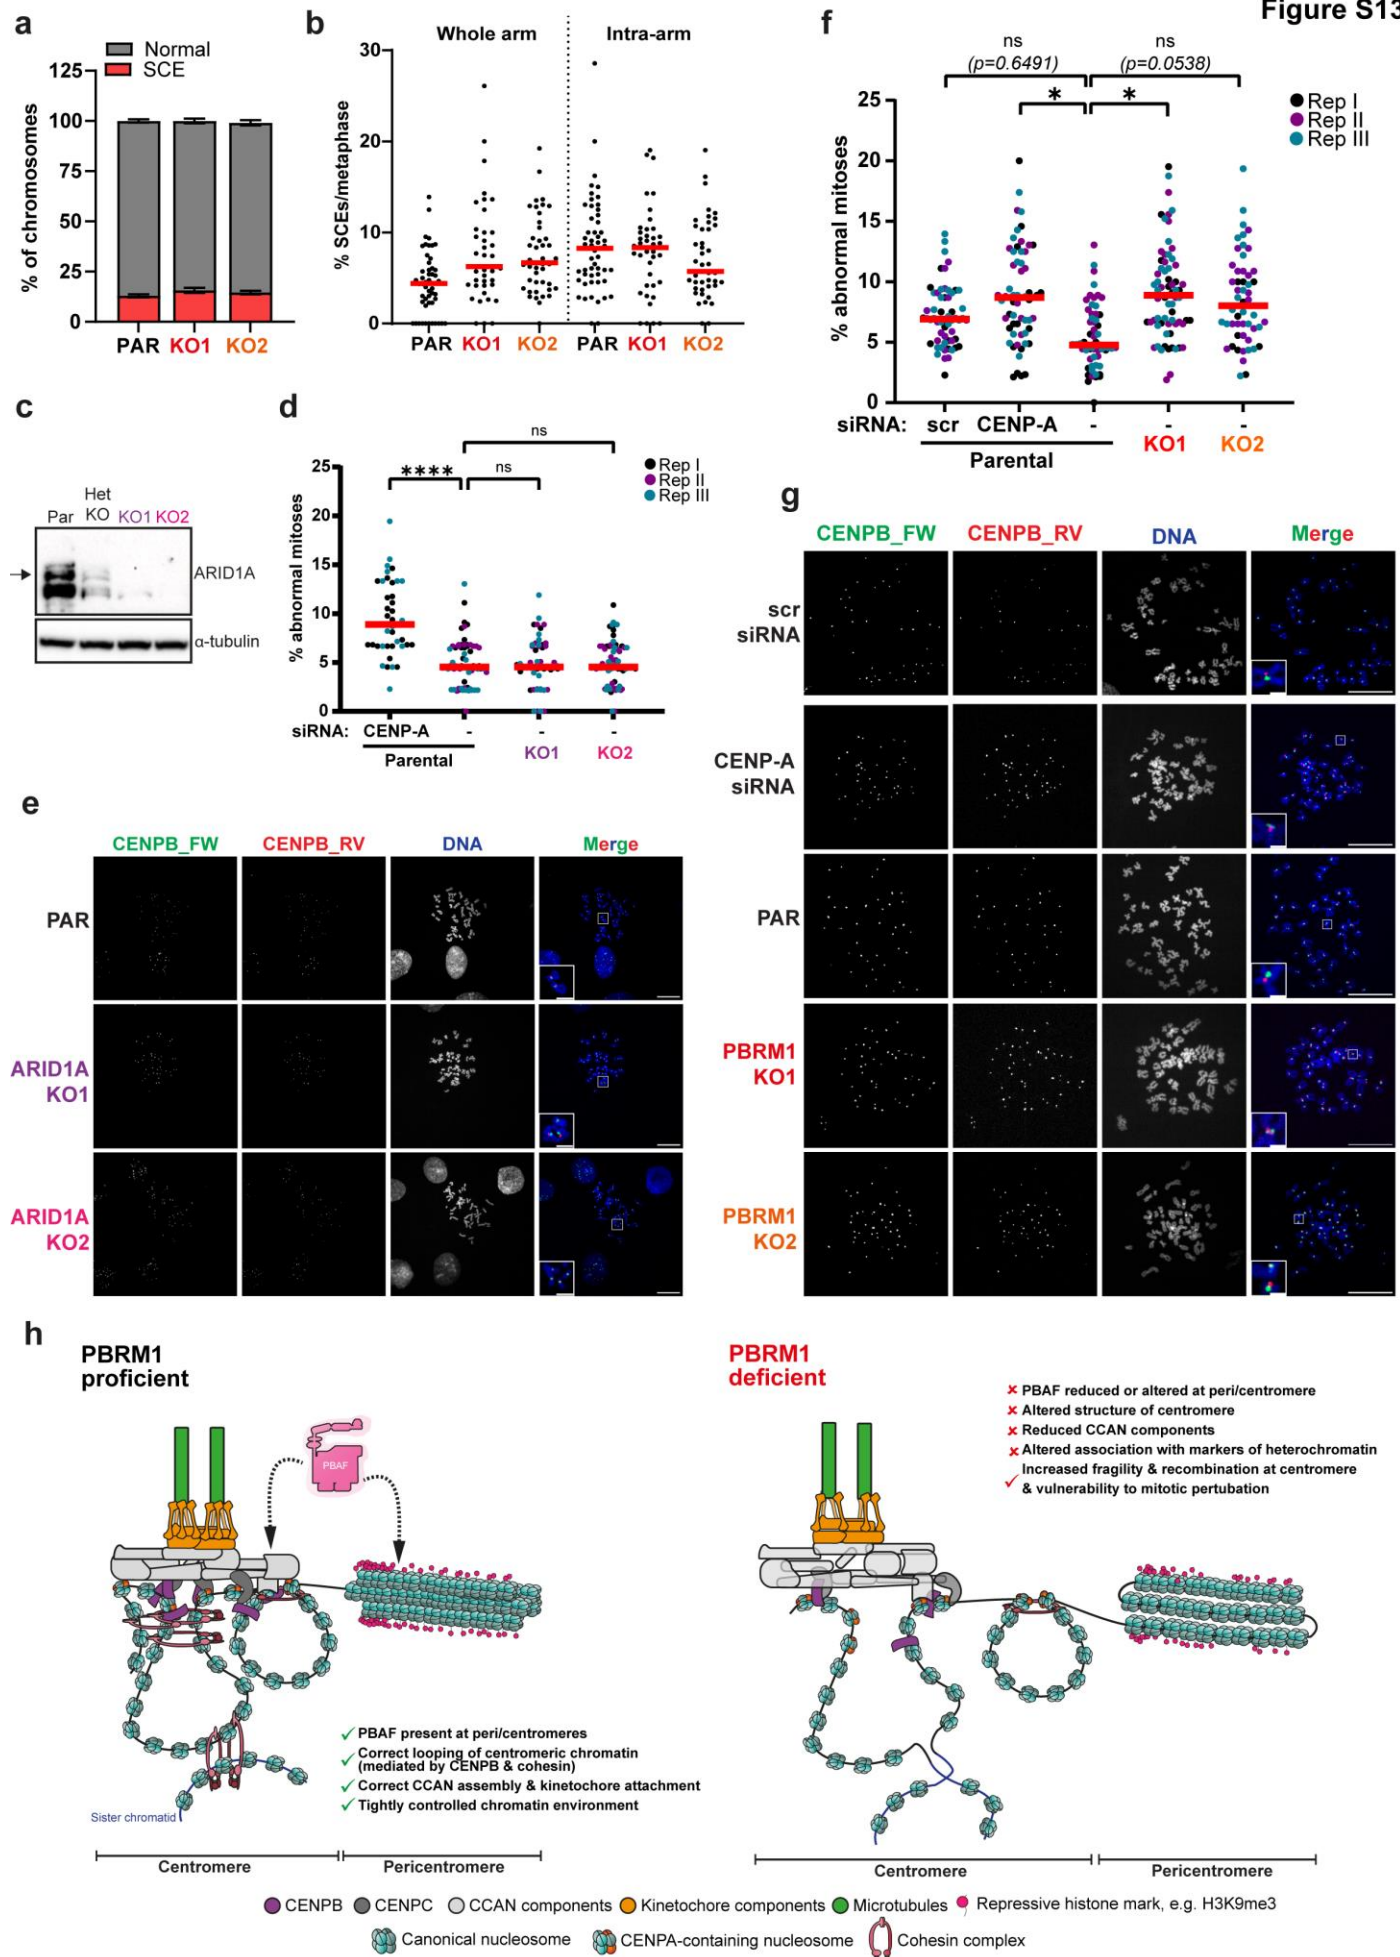 Figure S13
a
Normal
SCE
% of chromosomes
125
100
75
50
25
0
PAR KO1 KO2
b
Whole arm Intra-arm
% SCEs/metaphase
30
20
10
0
PAR KO1 KO2 PAR KO1 KO2
c
Par Het KO KO1 KO2
ARID1A
α-tubulin
d
ns
**** ns
Rep I
Rep II
Rep III
% abnormal mitoses
25
20
15
10
5
0
siRNA: CENP-A - - -
Parental KO1 KO2
e
CENPB_FW CENPB_RV DNA Merge
PAR
ARID1A
KO1
ARID1A
KO2
f
ns ns
(p=0.6491) (p=0.0538)
* *
Rep I
Rep II
Rep III
% abnormal mitoses
25
20
15
10
5
0
siRNA: scr CENP-A - - -
Parental KO1 KO2
g
CENPB_FW CENPB_RV DNA Merge
scr
siRNA
CENP-A
siRNA
PAR
PBRM1
KO1
PBRM1
KO2
h
PBRM1
proficient
PBAF
✓ PBAF present at peri/centromeres
✓ Correct looping of centromeric chromatin
(mediated by CENPB & cohesin)
✓ Correct CCAN assembly & kinetochore attachment
✓ Tightly controlled chromatin environment
Sister chromatid
Centromere Pericentromere
PBRM1
deficient
✗ PBAF reduced or altered at peri/centromere
✗ Altered structure of centromere
✗ Reduced CCAN components
✗ Altered association with markers of heterochromatin
✓ Increased fragility & recombination at centromere
& vulnerability to mitotic pertubation
Centromere Pericentromere
CENPB CENPC CCAN components Kinetochore components Microtubules Repressive histone mark, e.g. H3K9me3
Canonical nucleosome CENPA-containing nucleosome Cohesin complex